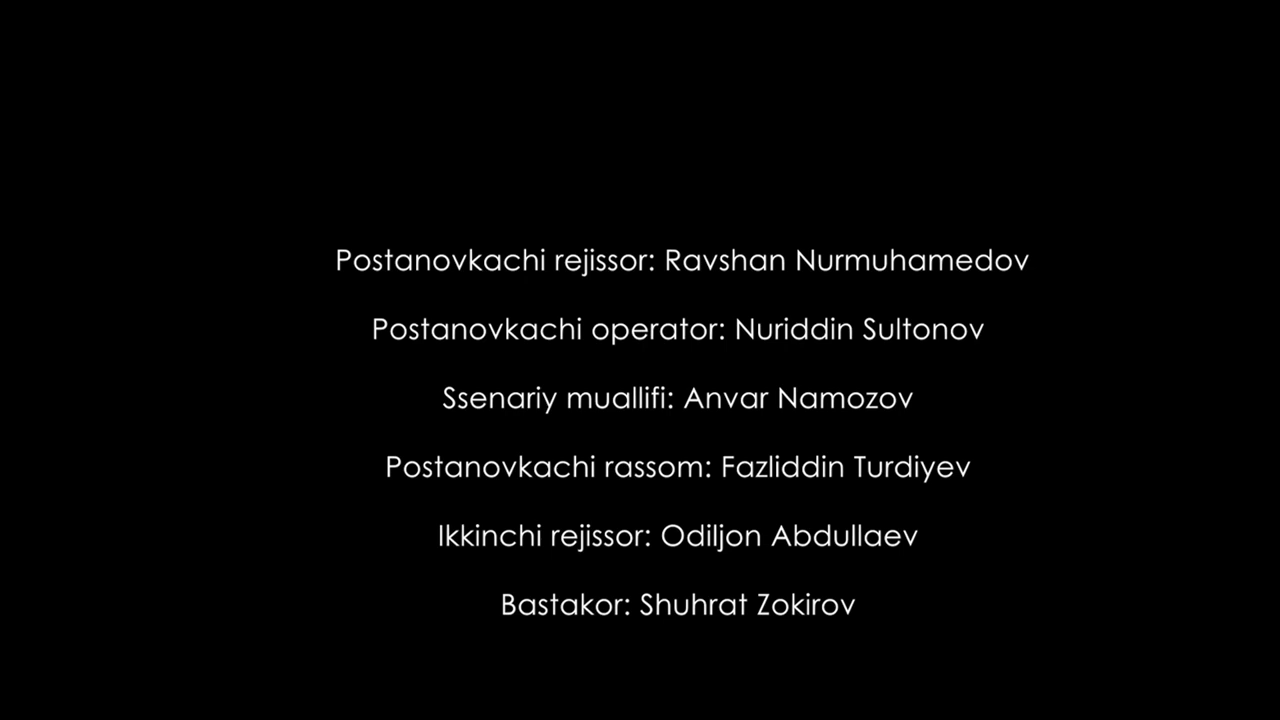 Postanovkachi rejissor: Ravshan Nurmuhamedov
Postanovkachi operator: Nuriddin Sultonov
Ssenariy muallifi: Anvar Namozov
Postanovkachi rassom: Fazliddin Turdiyev
Ikkinchi rejissor: Odiljon Abdullaev
Bastakor: Shuhrat Zokirov